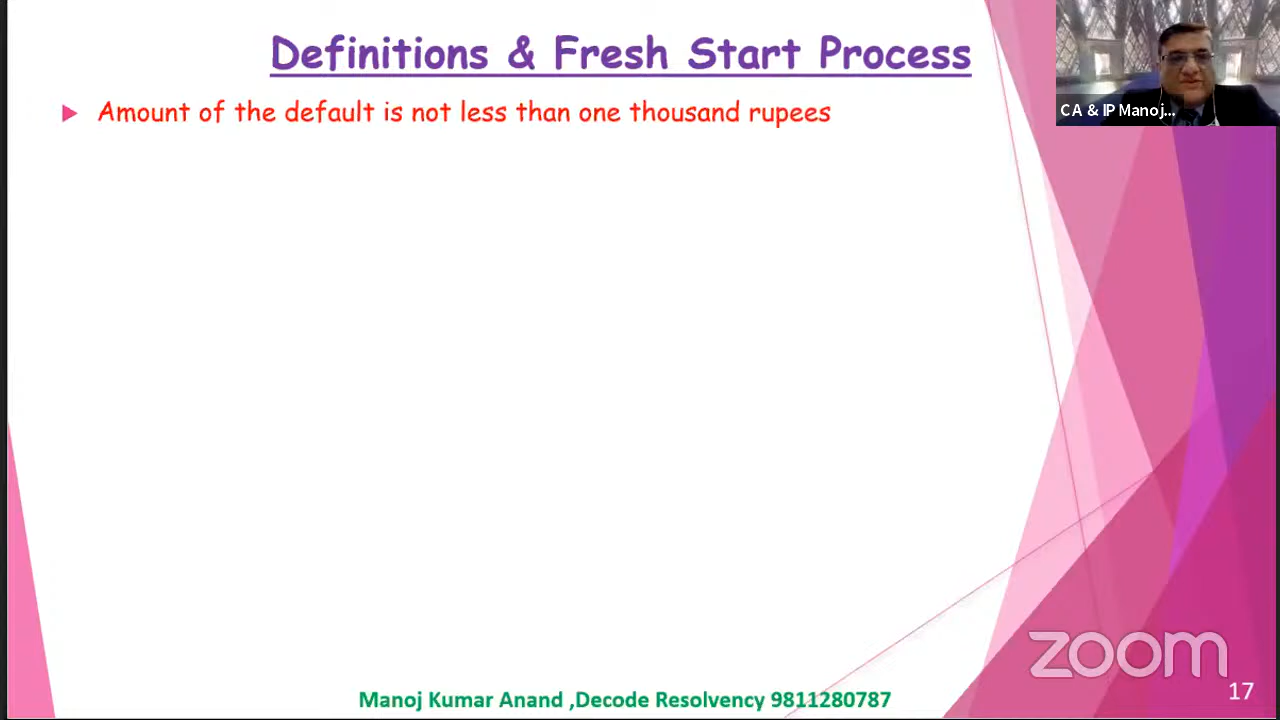 Definitions & Fresh Start Process
Amount of the default is not less than one thousand rupees
CA & IP Manoj...
zoom
Manoj Kumar Anand ,Decode Resolvency 9811280787
17